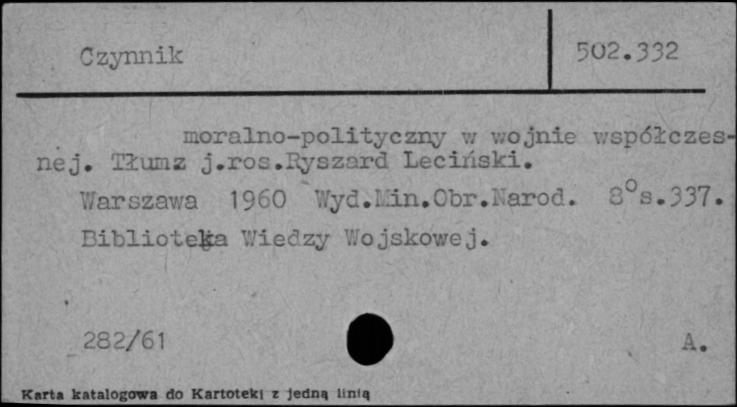 Czynnik
502.332
moralno-polityczny w wojnie współczes-
nej. Tłumz j.ros.Ryszard Leciński.
Warszawa 1960 Wyd.Min.Obr.Narod. 8°s.337.
Biblioteka Wiedzy Wojskowej.
282/61
A.
Karta katalogowa do Kartoteki z jedną linią